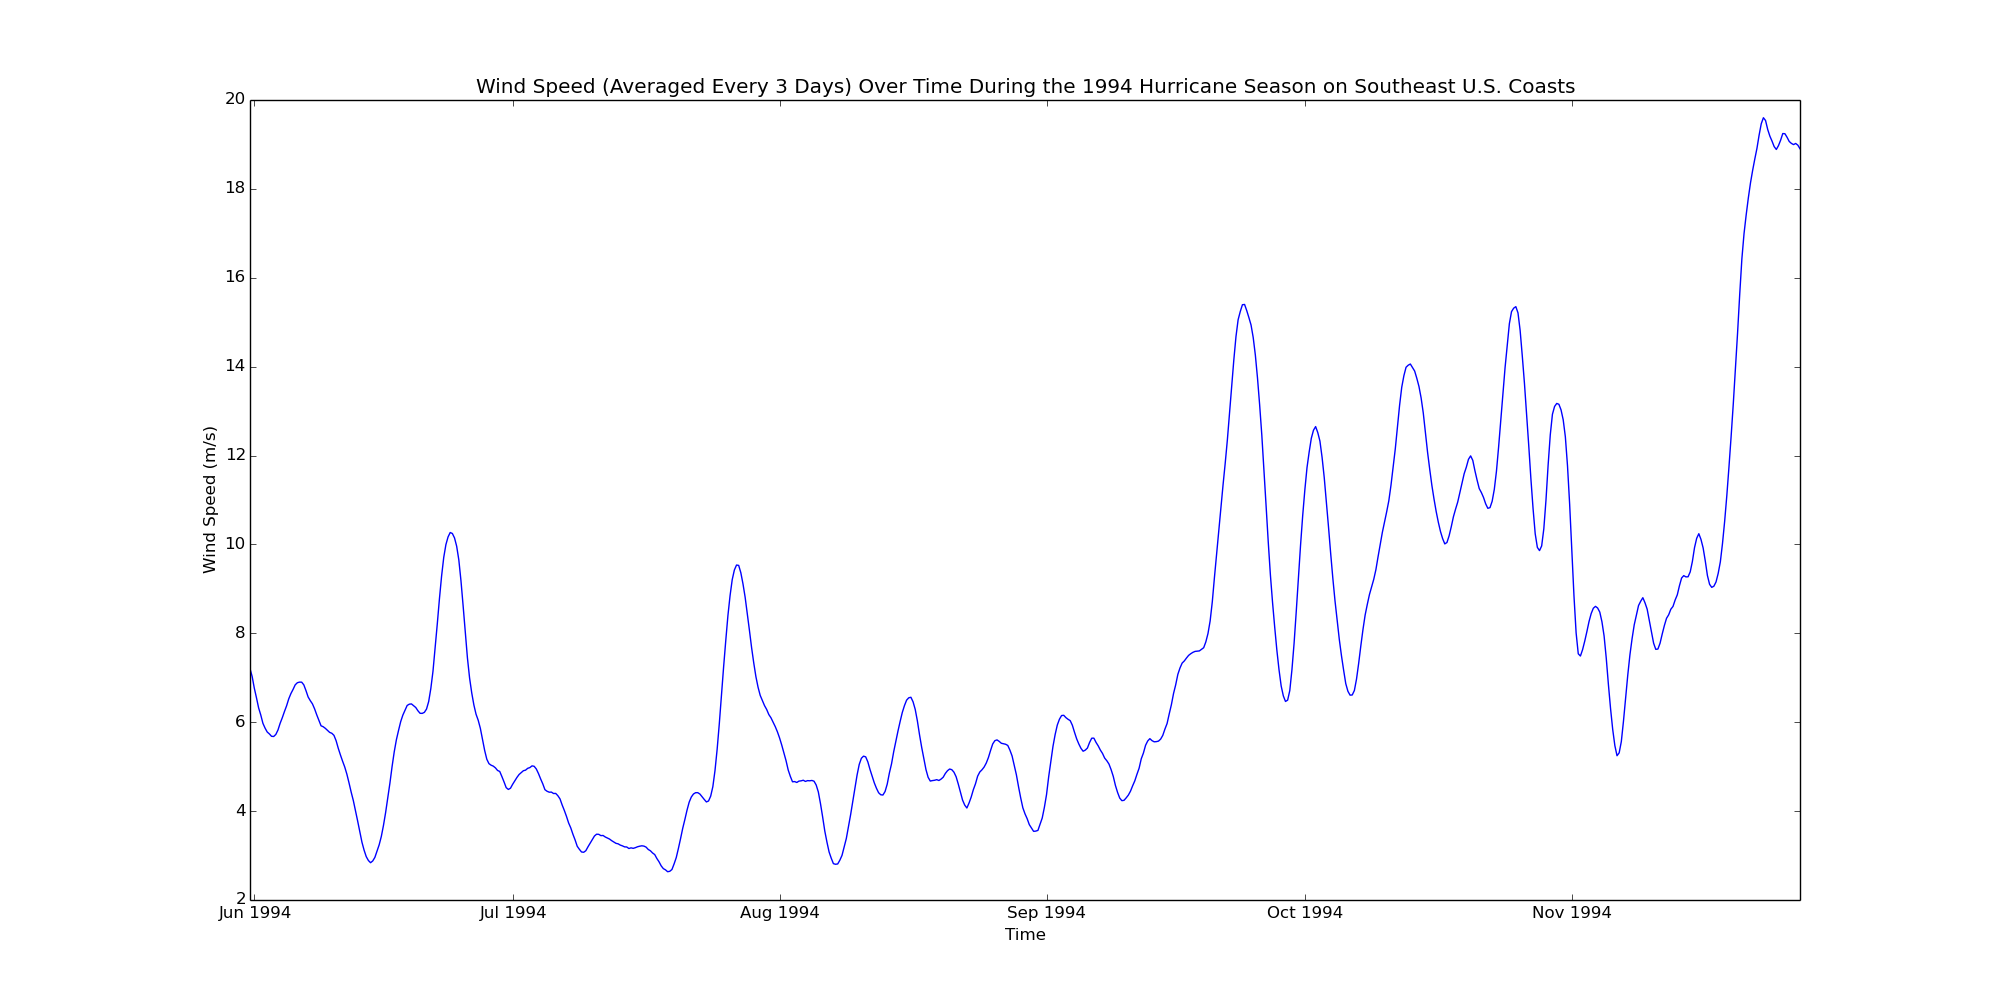 Wind Speed (Averaged Every 3 Days) Over Time During the 1994 Hurricane Season on Southeast U.S. Coasts
20
18
16
14
12
10
8
6
4
2
Wind Speed (m/s)
Jun 1994
Jul 1994
Aug 1994
Sep 1994
Oct 1994
Nov 1994
Time